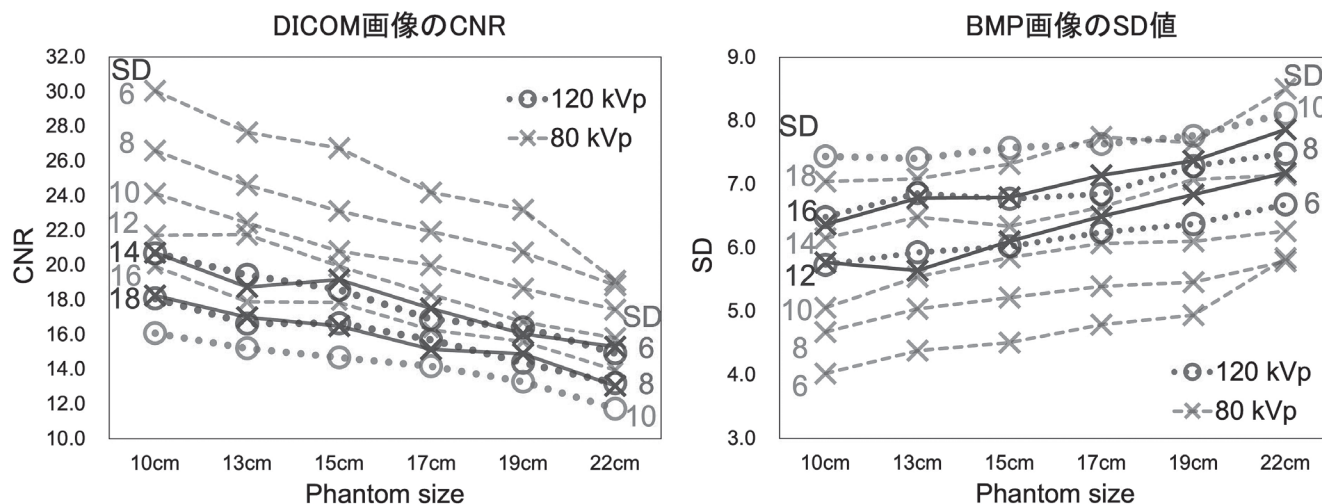 DICOM画像のCNR
32.0
30.0
28.0
26.0
24.0
22.0
20.0
18.0
16.0
14.0
12.0
10.0
CNR
SD
6
8
10
12
14
16
18
120 kVp
80 kVp
SD
6
8
10
10cm 13cm 15cm 17cm 19cm 22cm
Phantom size
BMP画像のSD値
9.0
8.0
7.0
6.0
5.0
4.0
3.0
SD
SD
18
16
14
12
10
8
6
SD
10
8
6
120 kVp
80 kVp
10cm 13cm 15cm 17cm 19cm 22cm
Phantom size